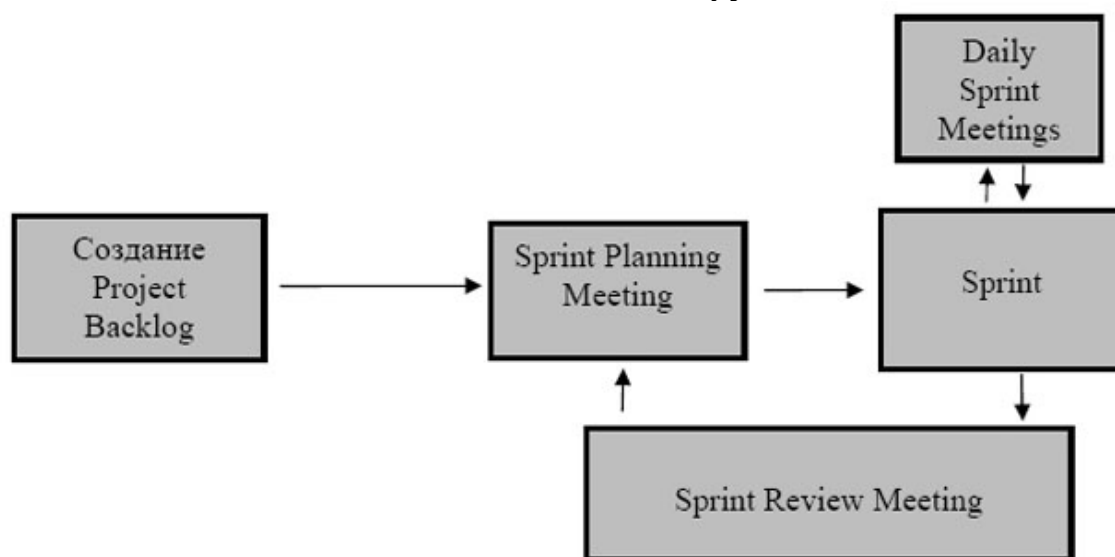 Daily
Sprint
Meetings
Создание
Project
Backlog
Sprint Planning
Meeting
Sprint
Sprint Review Meeting